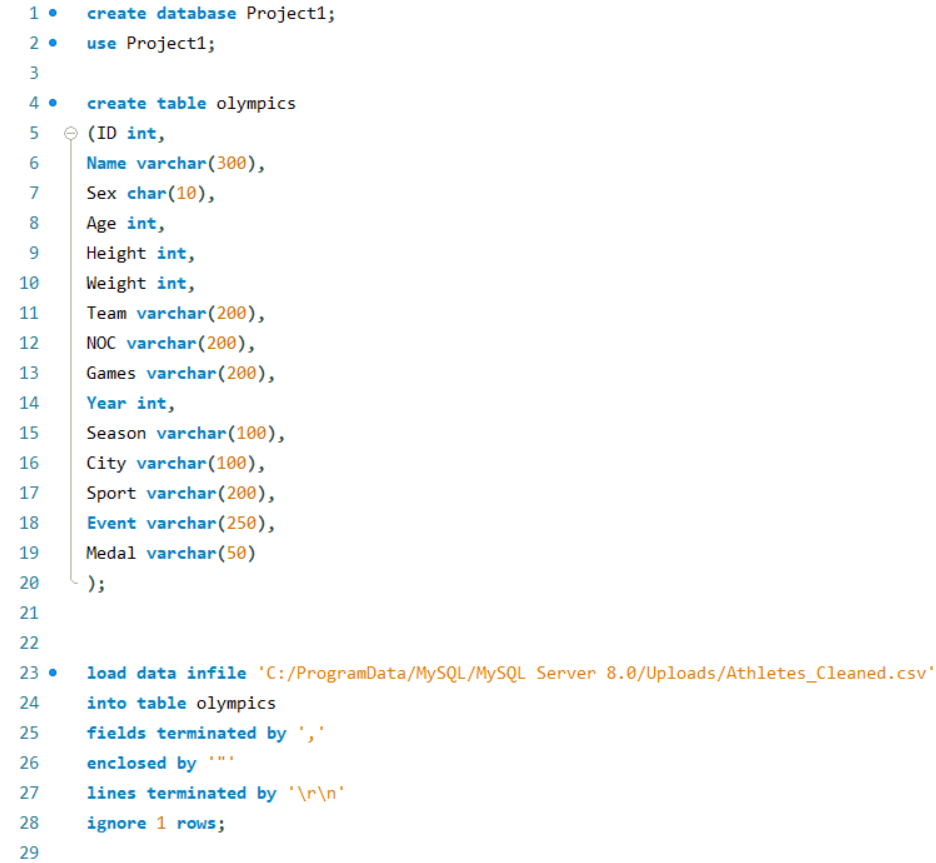 1 create database Project1;
2 use Project1;
3
4 create table olympics
5 (ID int,
6 Name varchar(300),
7 Sex char(10),
8 Age int,
9 Height int,
10 Weight int,
11 Team varchar(200),
12 NOC varchar(200),
13 Games varchar(200),
14 Year int,
15 Season varchar(100),
16 City varchar(100),
17 Sport varchar(200),
18 Event varchar(250),
19 Medal varchar(50)
20 );
21
22
23 load data infile 'C:/ProgramData/MySQL/MySQL Server 8.0/Uploads/Athletes_Cleaned.csv'
24 into table olympics
25 fields terminated by ','
26 enclosed by '"'
27 lines terminated by '\r\n'
28 ignore 1 rows;
29